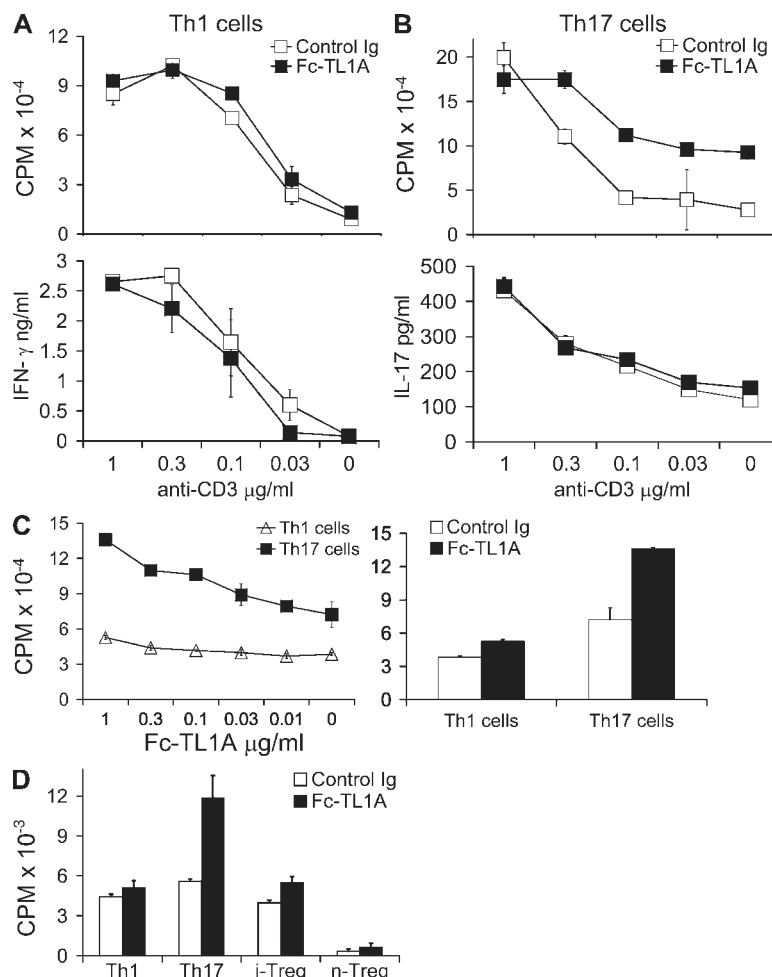 A
Th1 cells
Control Ig
Fc-TL1A
CPM x 10-4
12
9
6
3
0
IFN- γ ng/ml
3
2.5
2
1.5
1
0.5
0
1 0.3 0.1 0.03 0
anti-CD3 μg/ml
B
Th17 cells
Control Ig
Fc-TL1A
CPM x 10-4
20
15
10
5
0
IL-17 pg/ml
500
400
300
200
100
1 0.3 0.1 0.03 0
anti-CD3 μg/ml
C
Th1 cells
Th17 cells
CPM x 10-4
15
12
9
6
3
0
1 0.3 0.1 0.03 0.01 0
Fc-TL1A μg/ml
Control Ig
Fc-TL1A
15
12
9
6
3
0
Th1 cells Th17 cells
D
Control Ig
Fc-TL1A
CPM x 10-3
12
9
6
3
0
Th1 Th17 i-Treg n-Treg